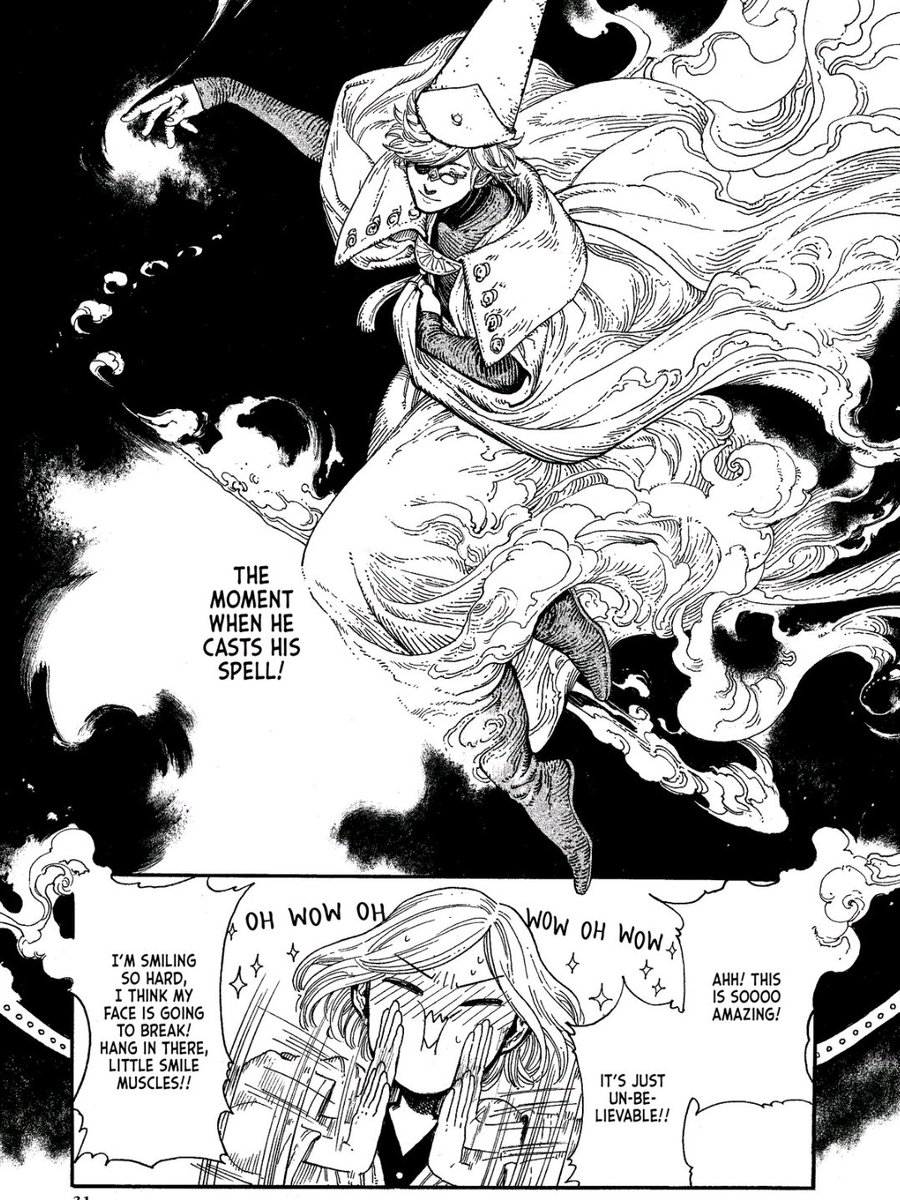 THE
MOMENT
WHEN HE
CASTS HIS
SPELL!
AHH! THIS
IS SOOOO
AMAZING!
IT'S JUST
UN-BE-
LIEVABLE!!
OH WOW OH
WOW OH WOW
I'M SMILING
SO HARD,
I THINK MY
FACE IS GOING
TO BREAK!
HANG IN THERE,
LITTLE SMILE
MUSCLES!!
31